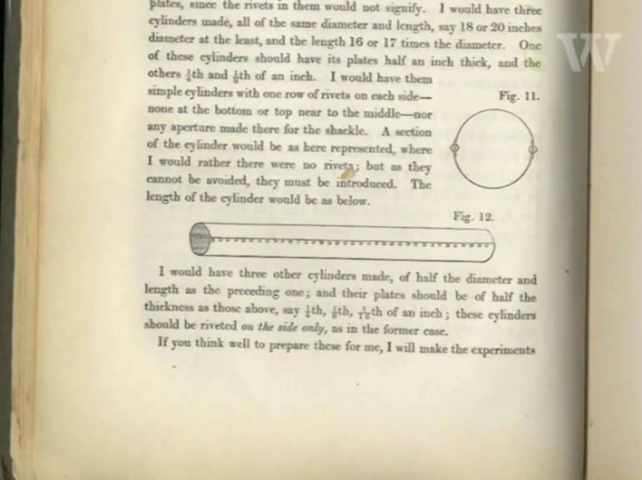 plates, since the rivets in them would not signify. I would have three
cylinders made, all of the same diameter and length, say 18 or 20 inches
diameter at the least, and the length 16 or 17 times the diameter. One
of these cylinders should have its plates half an inch thick, and the
others ¼th and ⅛th of an inch. I would have them
simple cylinders with one row of rivets on each side—
none at the bottom or top near to the middle—nor
any aperture made there for the shackle. A section
of the cylinder would be as here represented, where
I would rather there were no rivets; but as they
cannot be avoided, they must be introduced. The
length of the cylinder would be as below.
Fig. 11.
Fig. 12.
I would have three other cylinders made, of half the diameter and
length as the preceding one; and their plates should be of half the
thickness as those above, say ¼th, ⅛th, 1/16th of an inch; these cylinders
should be riveted on the side only, as in the former case.
If you think well to prepare these for me, I will make the experiments
W